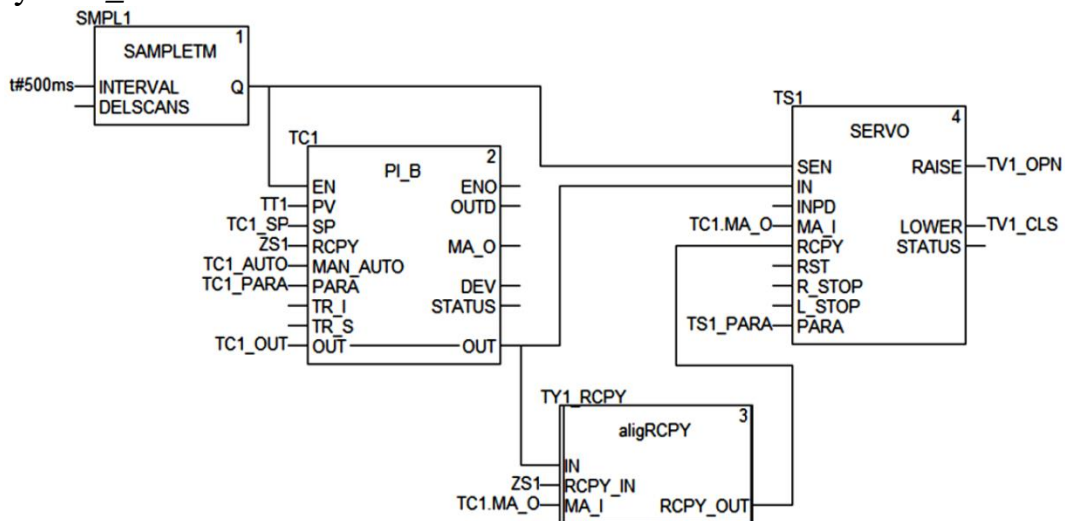 SMPL1
1
SAMPLETM
t#500ms INTERVAL Q
DELSCANS
TC1
2
PI_B
EN ENO
TT1 PV OUTD
TC1_SP SP
ZS1 RCPY MA_O
TC1_AUTO MAN_AUTO
TC1_PARA PARA DEV
TR_I STATUS
TR_S
TC1_OUT OUT OUT
TS1
4
SERVO
SEN RAISE TV1_OPN
IN
INPD
TC1.MA_O MA_I LOWER TV1_CLS
RCPY STATUS
RST
R_STOP
L_STOP
TS1_PARA PARA
TY1_RCPY
3
aligRCPY
IN
ZS1 RCPY_IN
TC1.MA_O MA_I RCPY_OUT